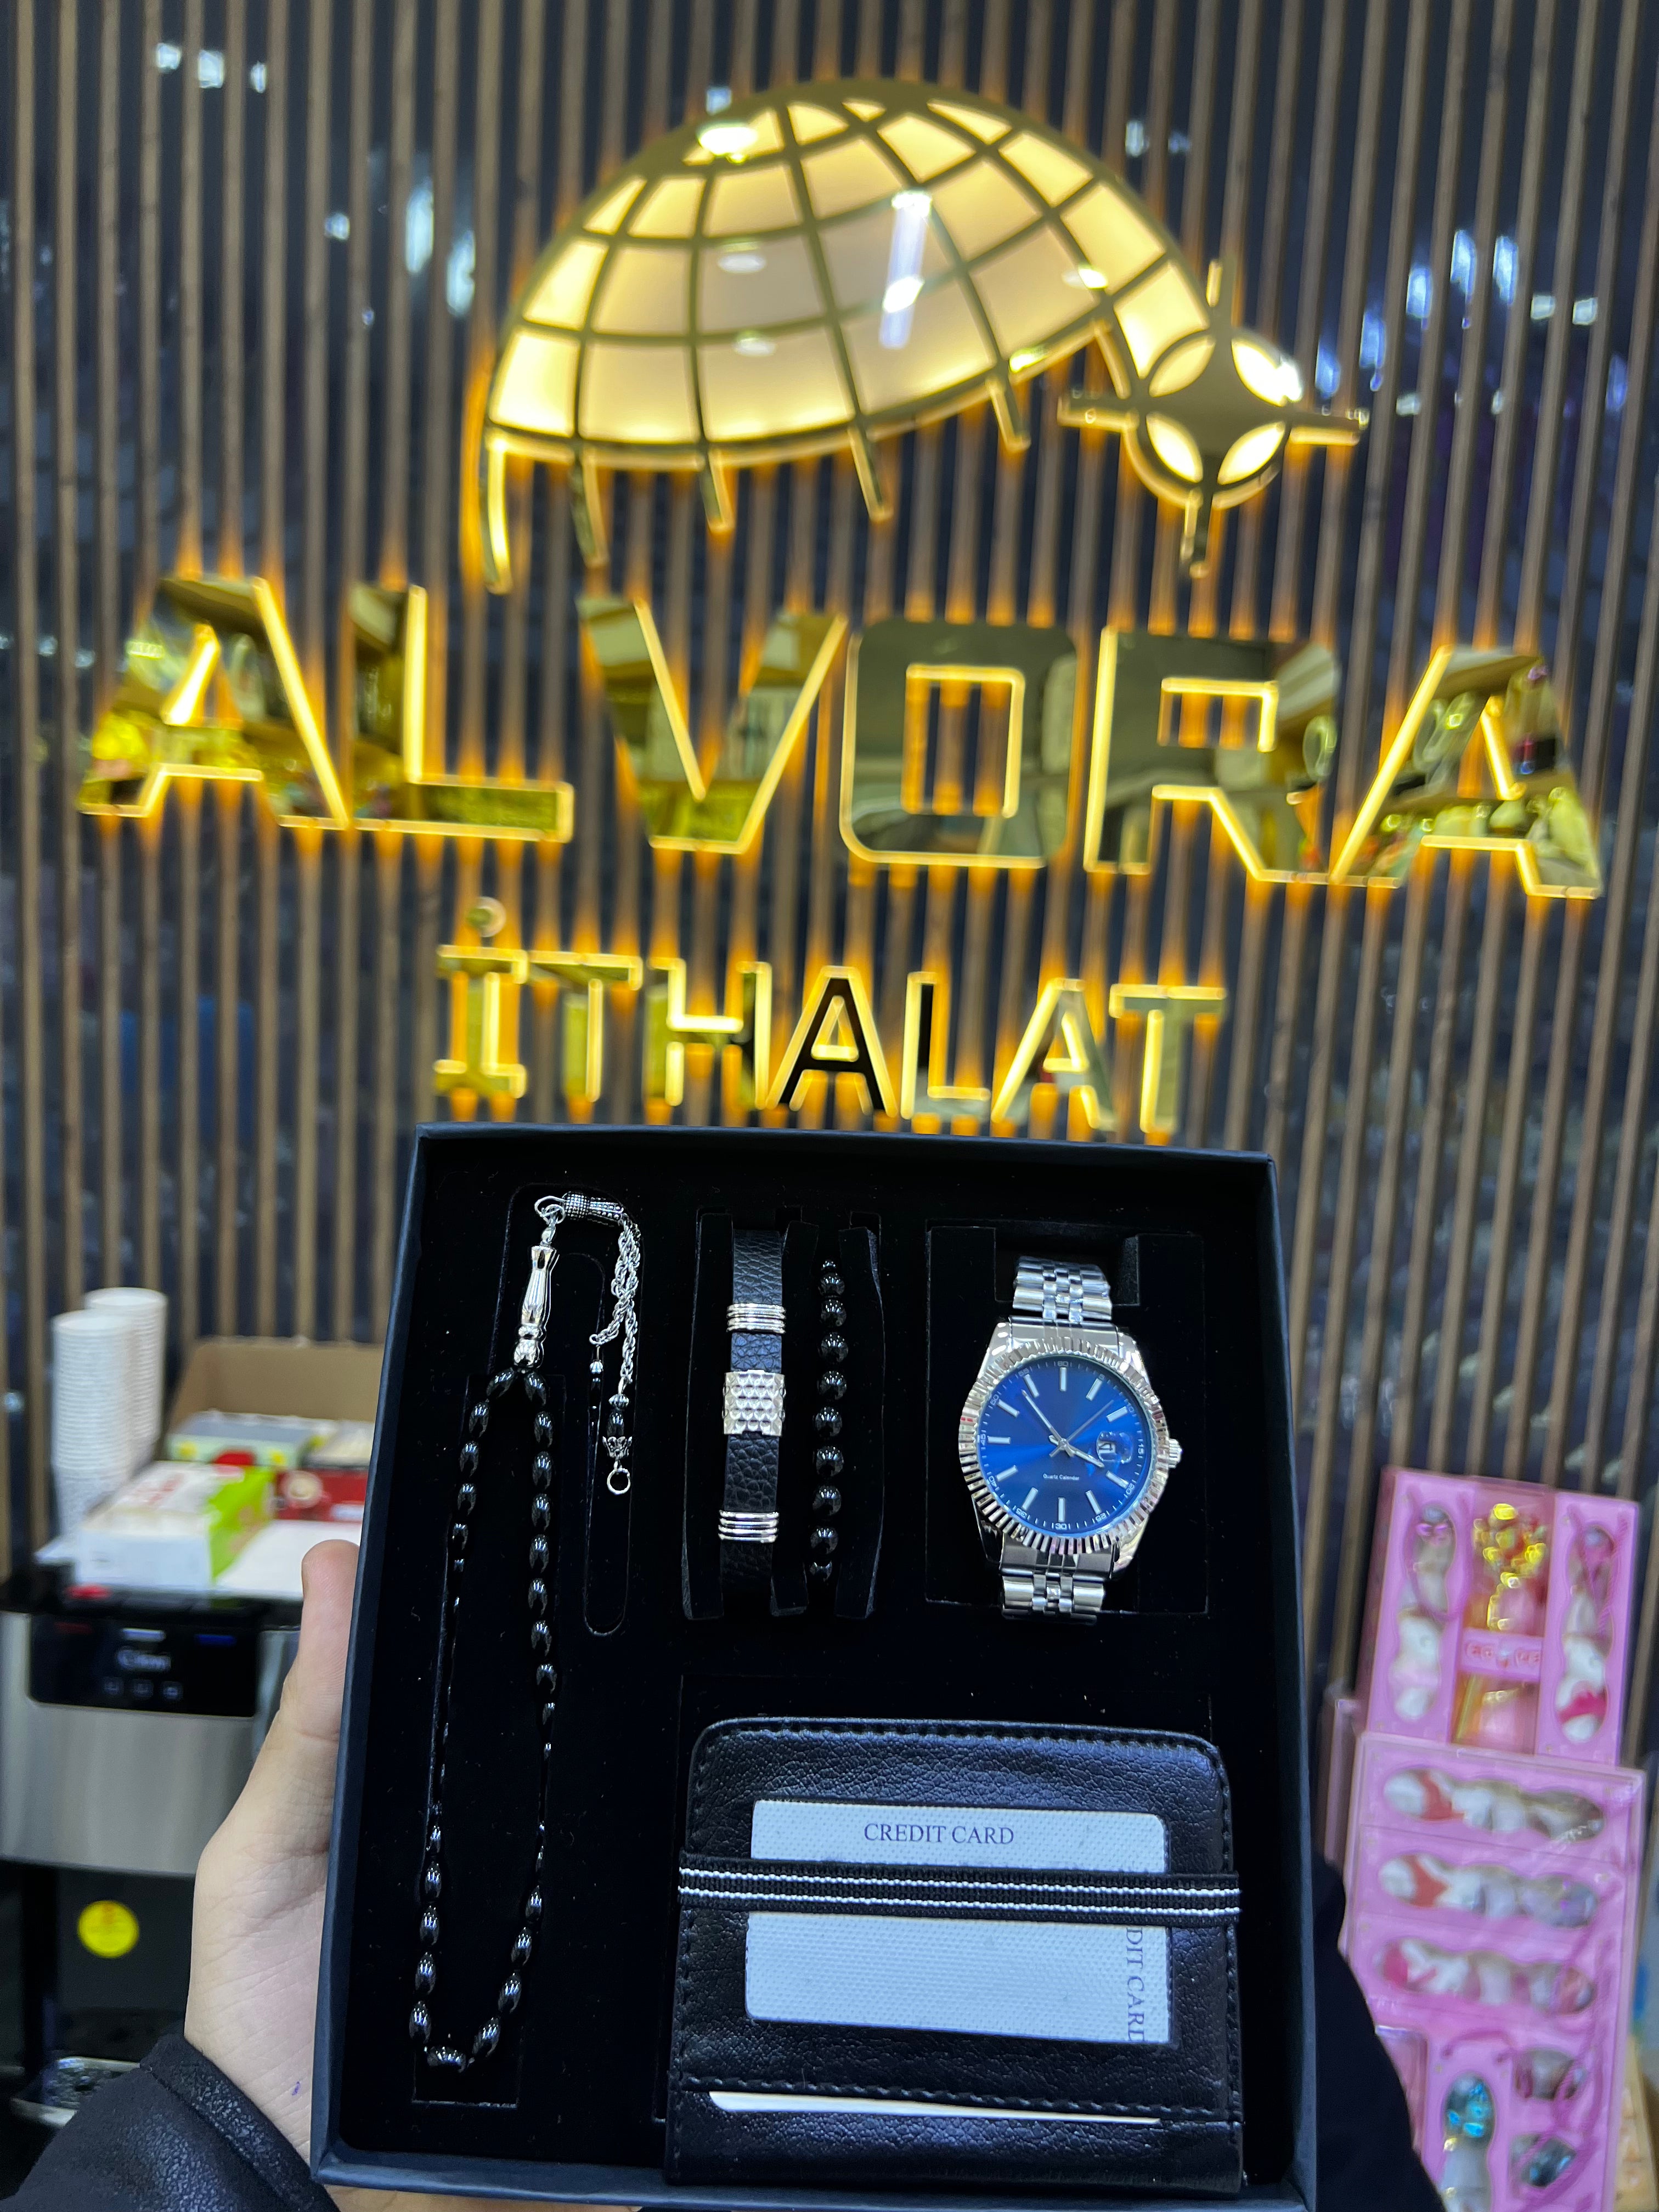 ALVORA
İTHALAT
Quartz Calendar
CREDIT CARD
DIT CARD